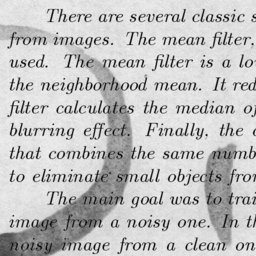 There are several classic s
from images. The mean filter,
used. The mean filter is a lo
the neighborhood mean. It red
filter calculates the median of
blurring effect. Finally, the
that combines the same numb
to eliminate small objects from
The main goal was to trai
image from a noisy one. In th
noisy image from a clean on